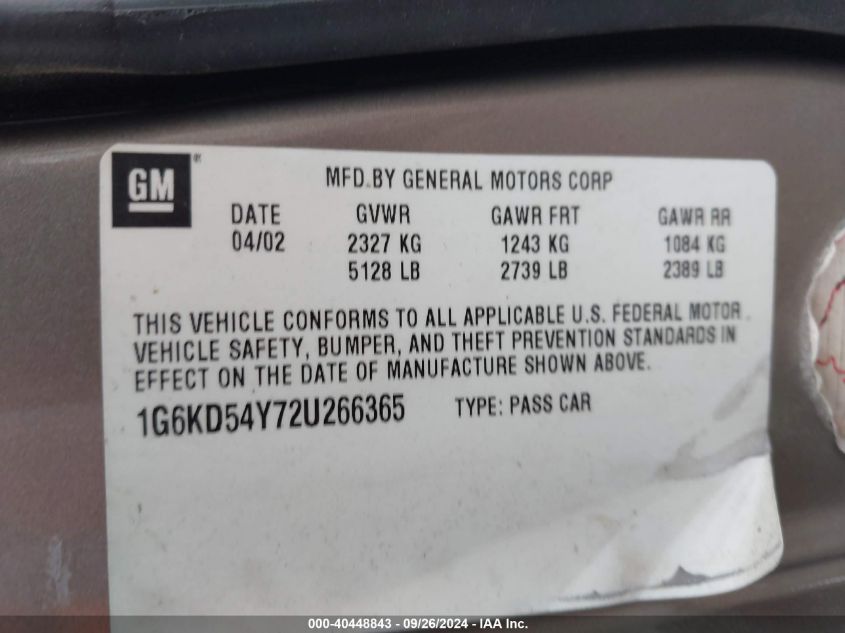 GM
MFD.BY GENERAL MOTORS CORP
DATE GVWR GAWR FRT GAWR RR
04/02 2327 KG 1243 KG 1084 KG
5128 LB 2739 LB 2389 LB
THIS VEHICLE CONFORMS TO ALL APPLICABLE U.S. FEDERAL MOTOR
VEHICLE SAFETY, BUMPER, AND THEFT PREVENTION STANDARDS IN
EFFECT ON THE DATE OF MANUFACTURE SHOWN ABOVE.
1G6KD54Y72U266365 TYPE: PASS CAR
000-40448843 - 09/26/2024 - IAA Inc.